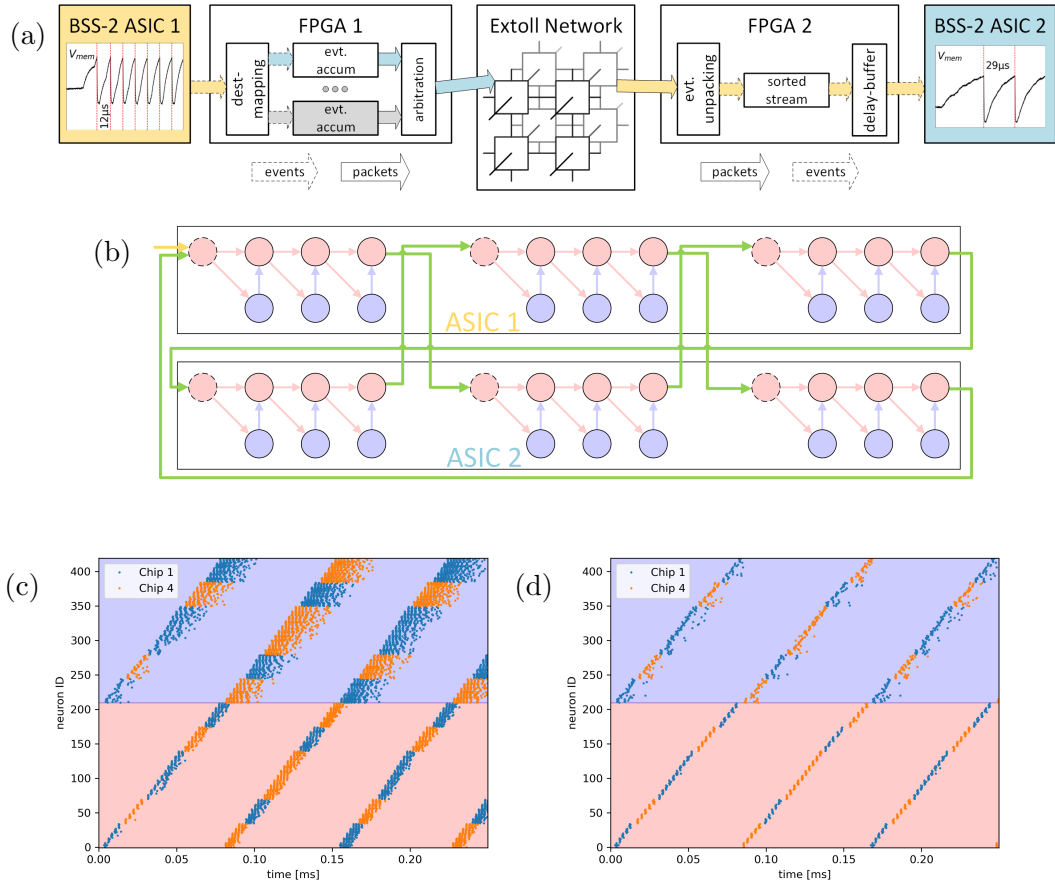 (a)
BSS-2 ASIC 1
FPGA 1
Extoll Network
FPGA 2
BSS-2 ASIC 2
Vmem
12µs
dest-
mapping
evt.
accum
evt.
accum
arbitration
evt.
unpacking
sorted
stream
delay-buffer
Vmem
29µs
events
packets
packets
events
(b)
ASIC 1
ASIC 2
(c)
Chip 1
Chip 4
neuron ID
400
350
300
250
200
150
100
50
0
0.00
0.05
0.10
0.15
0.20
time [ms]
(d)
Chip 1
Chip 4
neuron ID
400
350
300
250
200
150
100
50
0
0.00
0.05
0.10
0.15
0.20
time [ms]